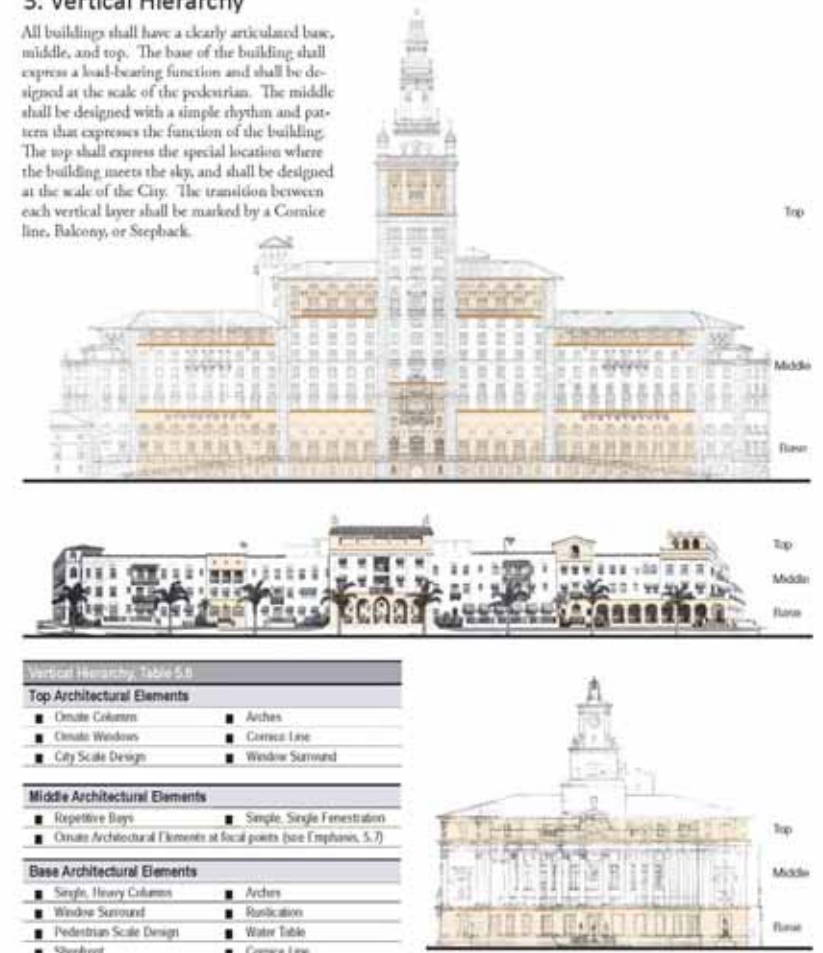 5. Vertical Hierarchy
All buildings shall have a clearly articulated base,
middle, and top. The base of the building shall
express a load-bearing function and shall be de-
signed at the scale of the pedestrian. The middle
shall be designed with a simple rhythm and pat-
tern that expresses the function of the building.
The top shall express the special location where
the building meets the sky, and shall be designed
at the scale of the City. The transition between
each vertical layer shall be marked by a Cornice
line, Balcony, or Stepback.
Top
Middle
Base
Top
Middle
Base
Vertical Hierarchy, Table 5.6
Top Architectural Elements
■ Ornate Columns ■ Arches
■ Ornate Windows ■ Cornice Line
■ City Scale Design ■ Window Surround
Middle Architectural Elements
■ Repetitive Bays ■ Simple, Single Fenestration
■ Ornate Architectural Elements at focal points (see Emphasis, 5.7)
Base Architectural Elements
■ Single, Heavy Columns ■ Arches
■ Window Surround ■ Rustication
■ Pedestrian Scale Design ■ Water Table
■ Shopfront ■ Cornice Line
Top
Middle
Base